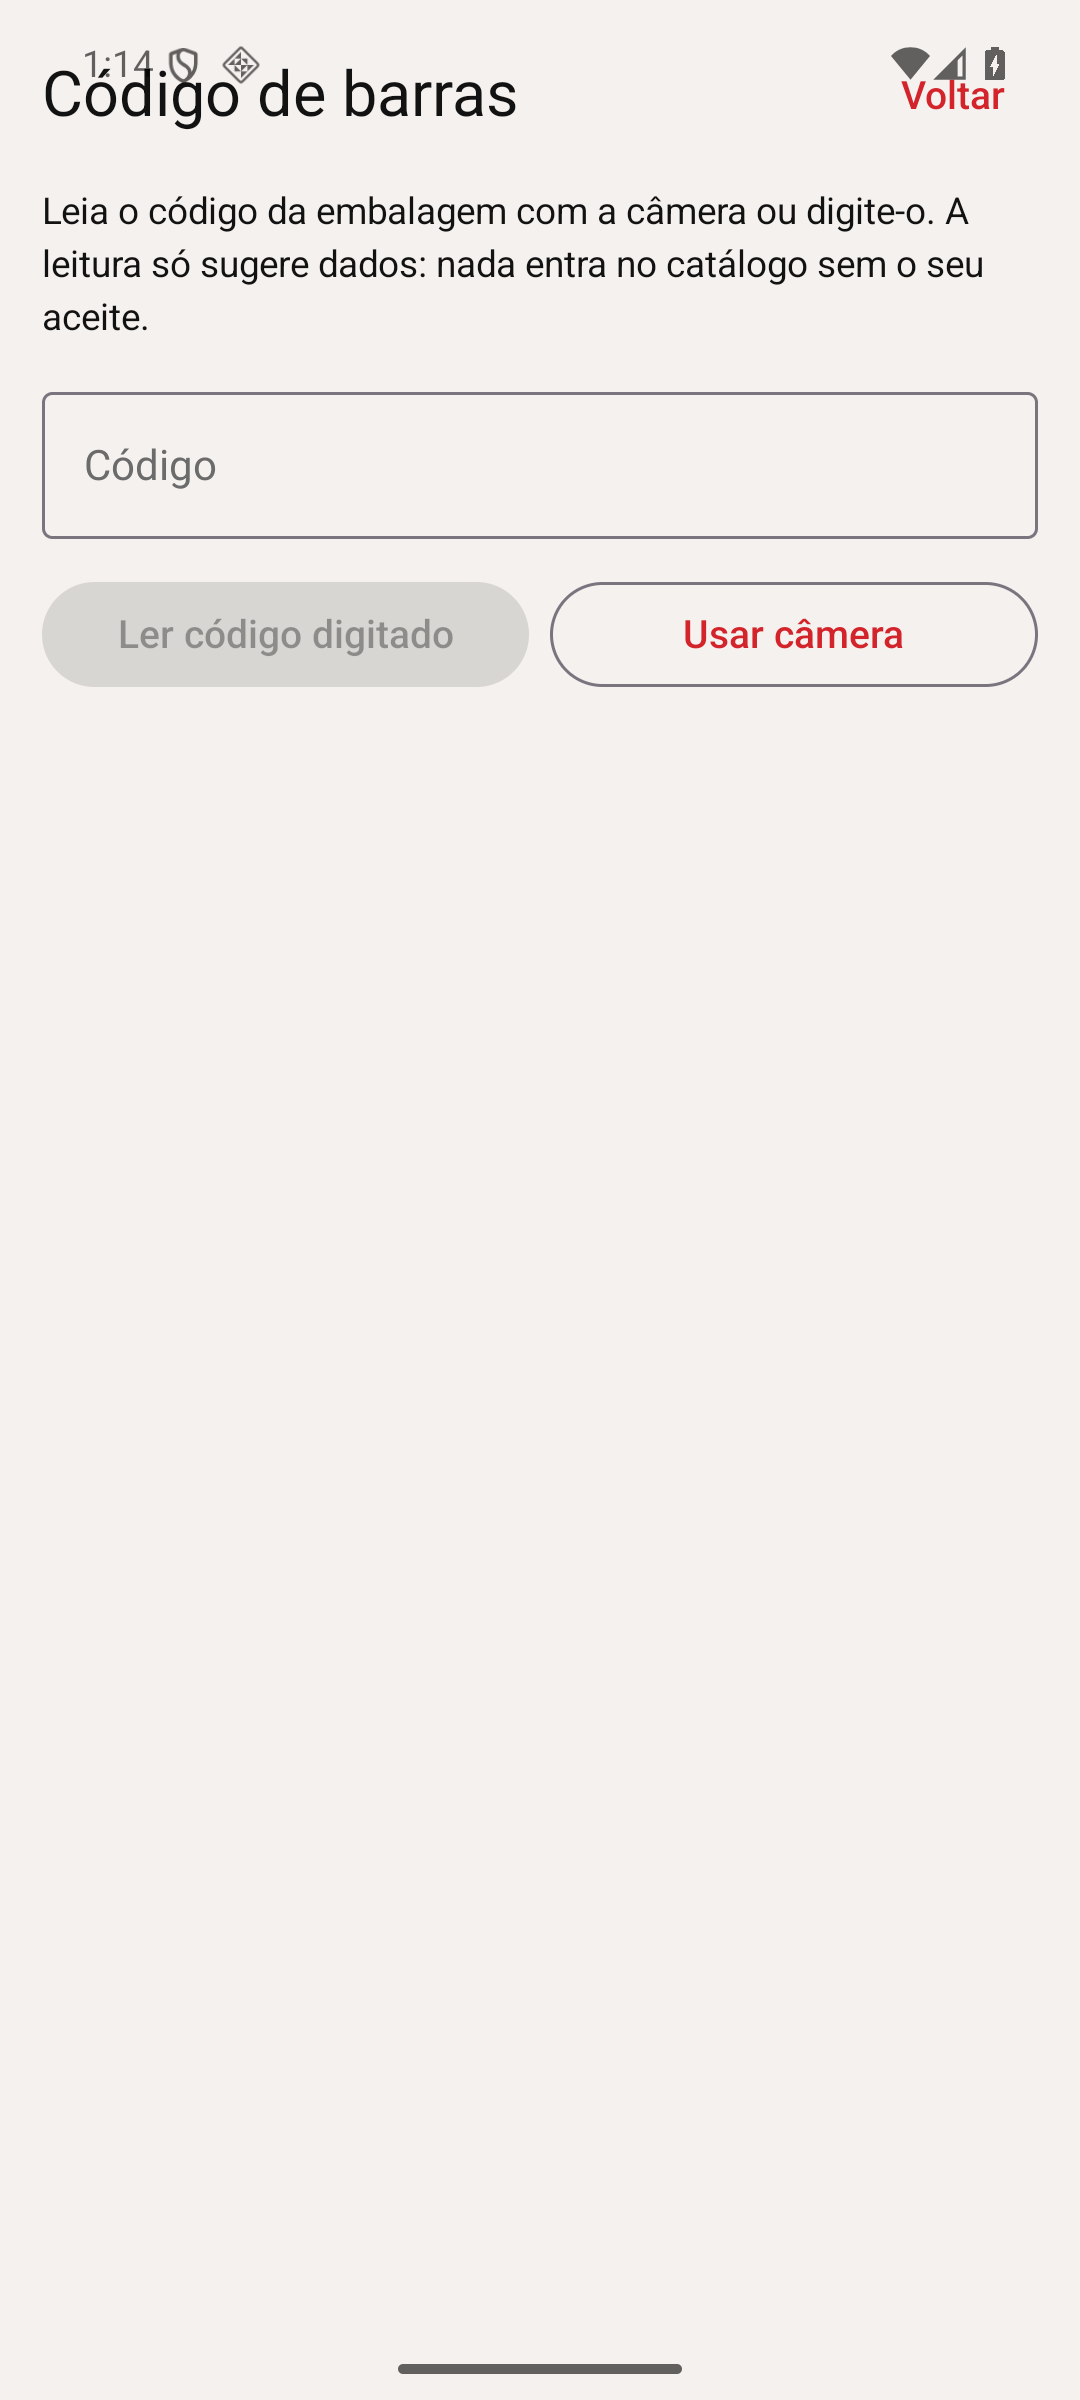 1:14
Código de barras
Voltar
Leia o código da embalagem com a câmera ou digite-o. A
leitura só sugere dados: nada entra no catálogo sem o seu
aceite.
Código
Ler código digitado
Usar câmera